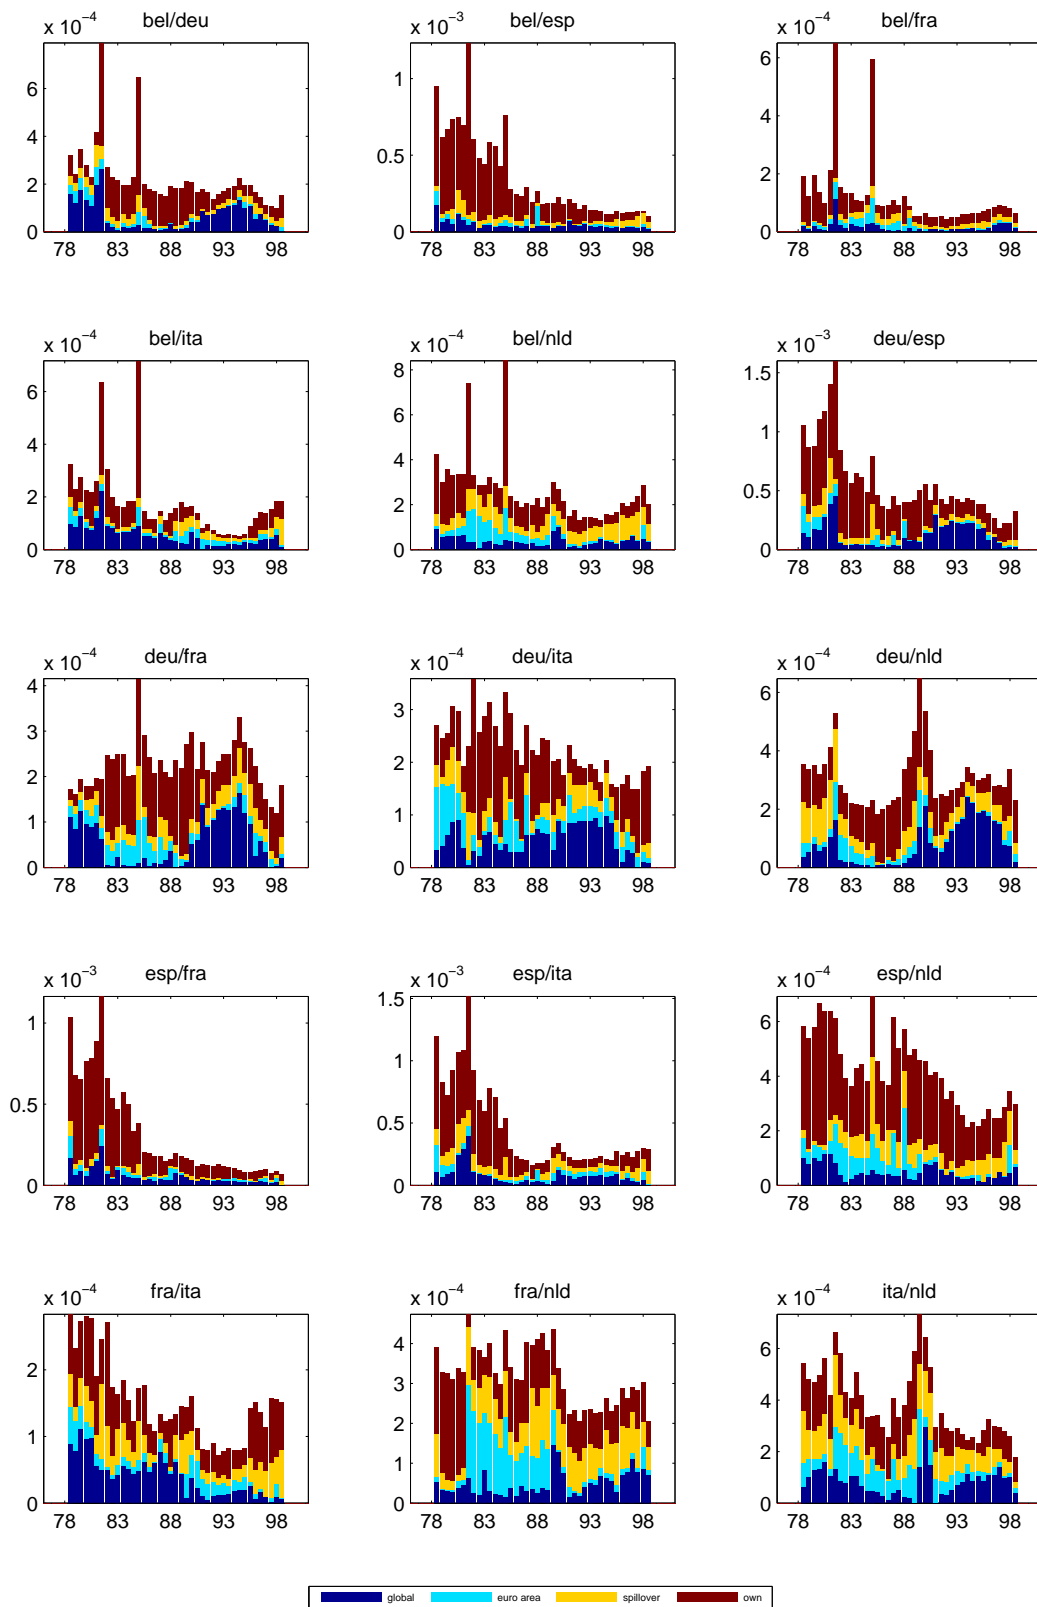 x 10⁻⁴ bel/deu
6
4
2
0
78 83 88 93 98
x 10⁻³ bel/esp
1
0.5
0
78 83 88 93 98
x 10⁻⁴ bel/fra
6
4
2
0
78 83 88 93 98
x 10⁻⁴ bel/ita
6
4
2
0
78 83 88 93 98
x 10⁻⁴ bel/nld
8
6
4
2
0
78 83 88 93 98
x 10⁻³ deu/esp
1.5
1
0.5
0
78 83 88 93 98
x 10⁻⁴ deu/fra
4
3
2
1
0
78 83 88 93 98
x 10⁻⁴ deu/ita
3
2
1
0
78 83 88 93 98
x 10⁻⁴ deu/nld
6
4
2
0
78 83 88 93 98
x 10⁻³ esp/fra
1
0.5
0
78 83 88 93 98
x 10⁻³ esp/ita
1.5
1
0.5
0
78 83 88 93 98
x 10⁻⁴ esp/nld
6
4
2
0
78 83 88 93 98
x 10⁻⁴ fra/ita
2
1
0
78 83 88 93 98
x 10⁻⁴ fra/nld
4
3
2
1
0
78 83 88 93 98
x 10⁻⁴ ita/nld
6
4
2
0
78 83 88 93 98
global euro area spillover own